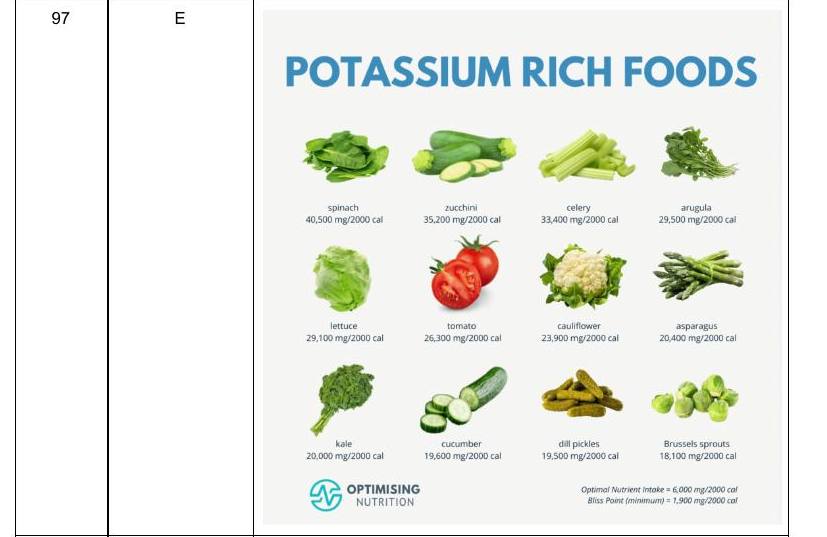 97 E
POTASSIUM RICH FOODS
spinach zucchini celery arugula
40,500 mg/2000 cal 35,200 mg/2000 cal 33,400 mg/2000 cal 29,500 mg/2000 cal
lettuce tomato cauliflower asparagus
29,100 mg/2000 cal 26,300 mg/2000 cal 23,900 mg/2000 cal 20,400 mg/2000 cal
kale cucumber dill pickles Brussels sprouts
20,000 mg/2000 cal 19,600 mg/2000 cal 19,500 mg/2000 cal 18,100 mg/2000 cal
OPTIMISING
NUTRITION
Optimal Nutrient Intake = 6,000 mg/2000 cal
Bliss Point (minimum) = 1,900 mg/2000 cal